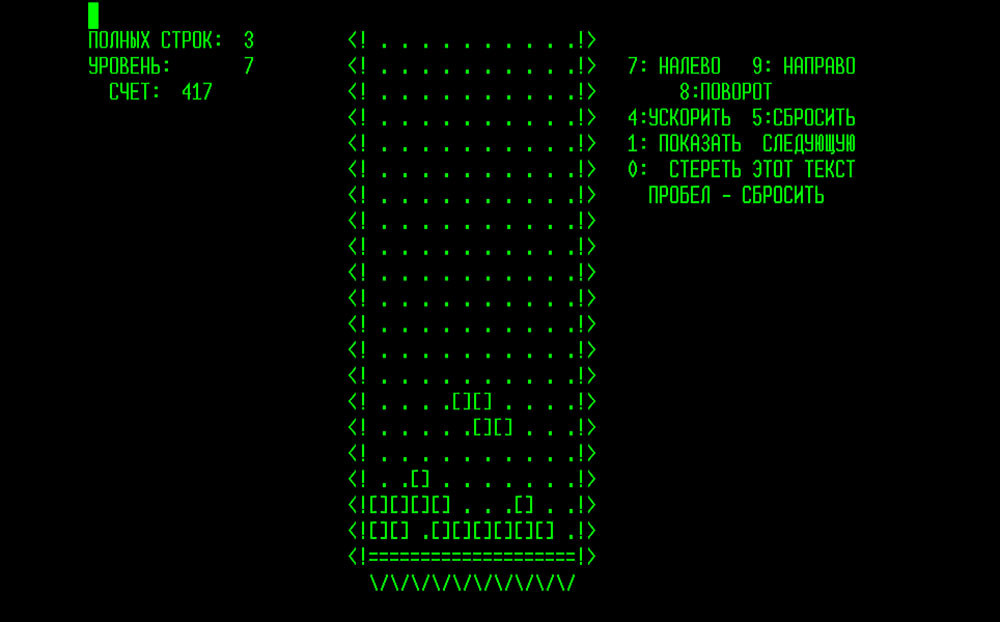 ПОЛНЫХ СТРОК: 3
УРОВЕНЬ: 7
СЧЕТ: 417
7: НАЛЕВО 9: НАПРАВО
8:ПОВОРОТ
4:УСКОРИТЬ 5:СБРОСИТЬ
1: ПОКАЗАТЬ СЛЕДУЮЩУЮ
0: СТЕРЕТЬ ЭТОТ ТЕКСТ
ПРОБЕЛ - СБРОСИТЬ